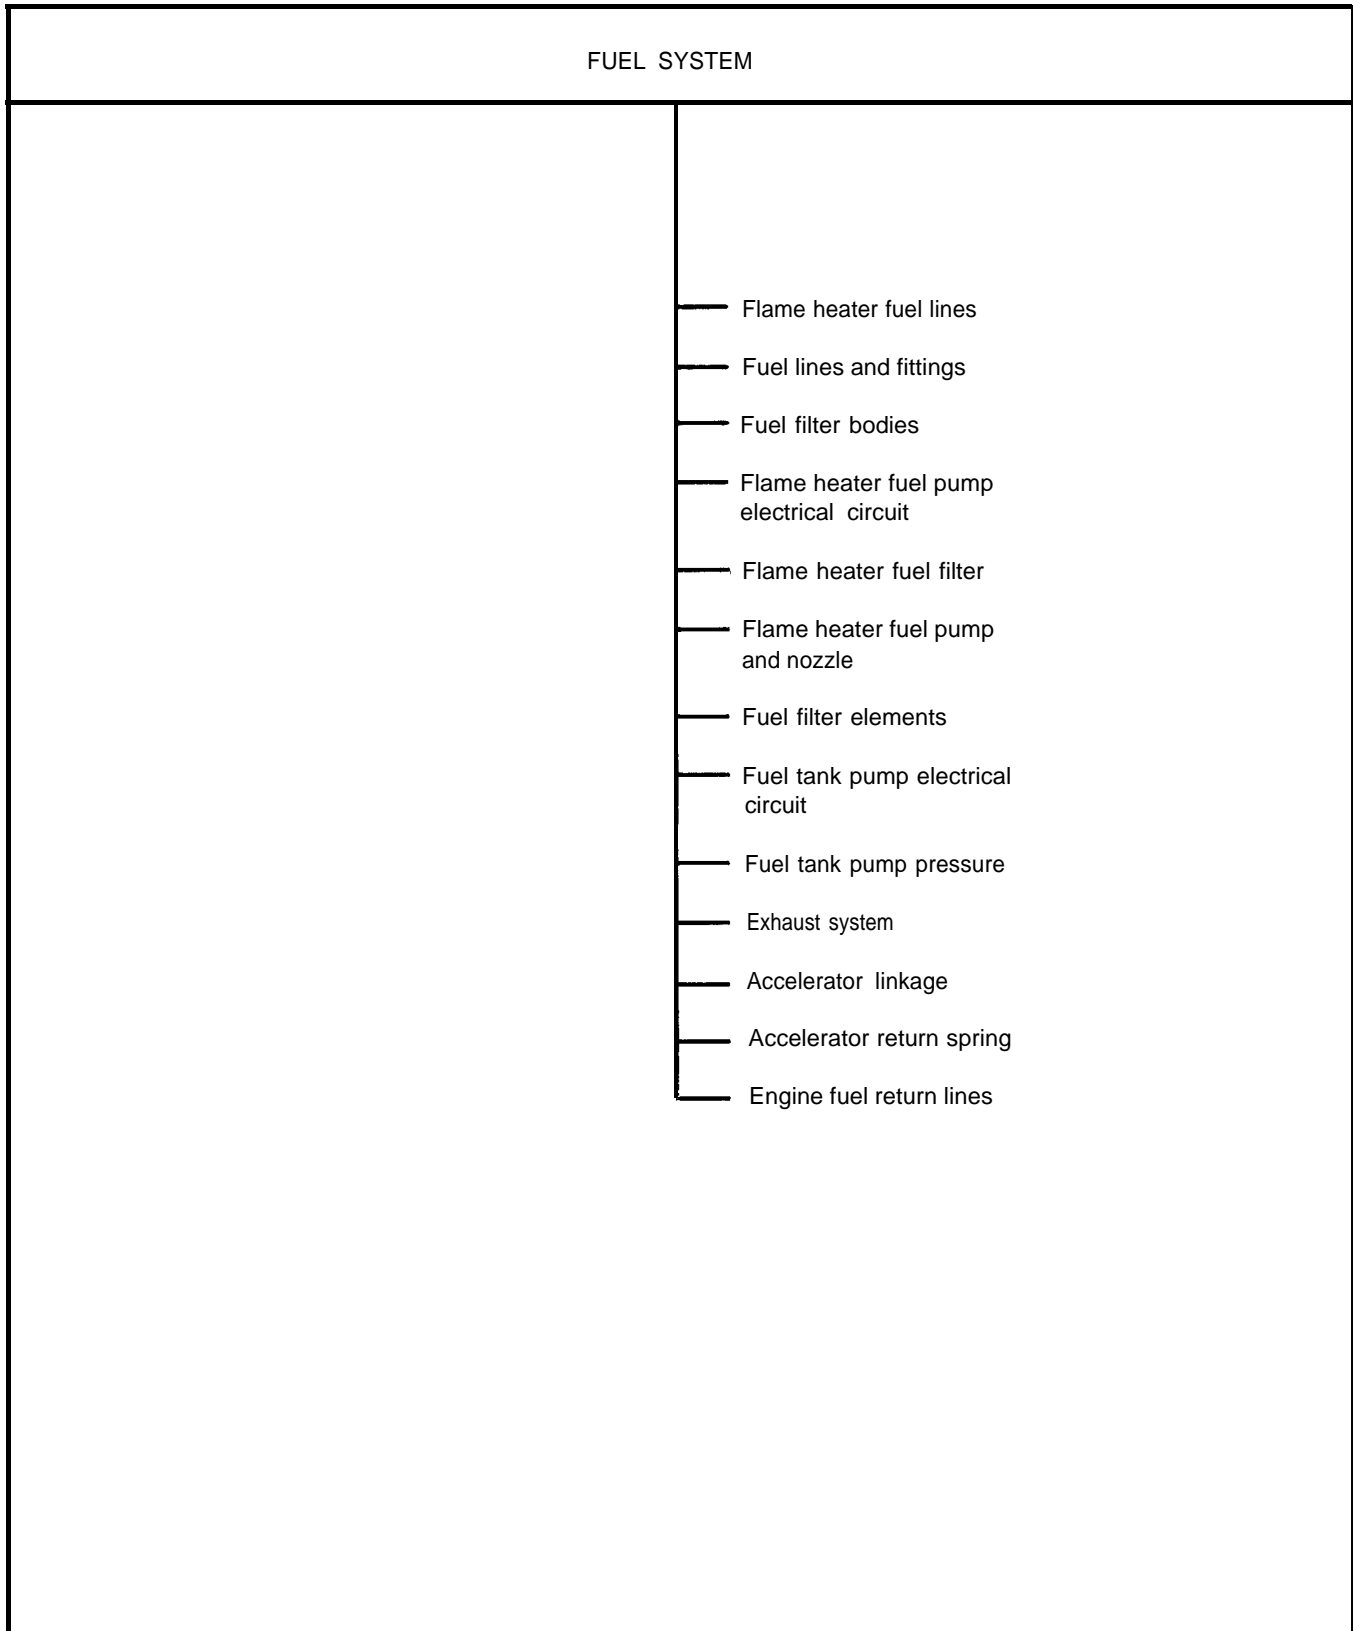 FUEL SYSTEM
Flame heater fuel lines
Fuel lines and fittings
Fuel filter bodies
Flame heater fuel pump
electrical circuit
Flame heater fuel filter
Flame heater fuel pump
and nozzle
Fuel filter elements
Fuel tank pump electrical
circuit
Fuel tank pump pressure
Exhaust system
Accelerator linkage
Accelerator return spring
Engine fuel return lines